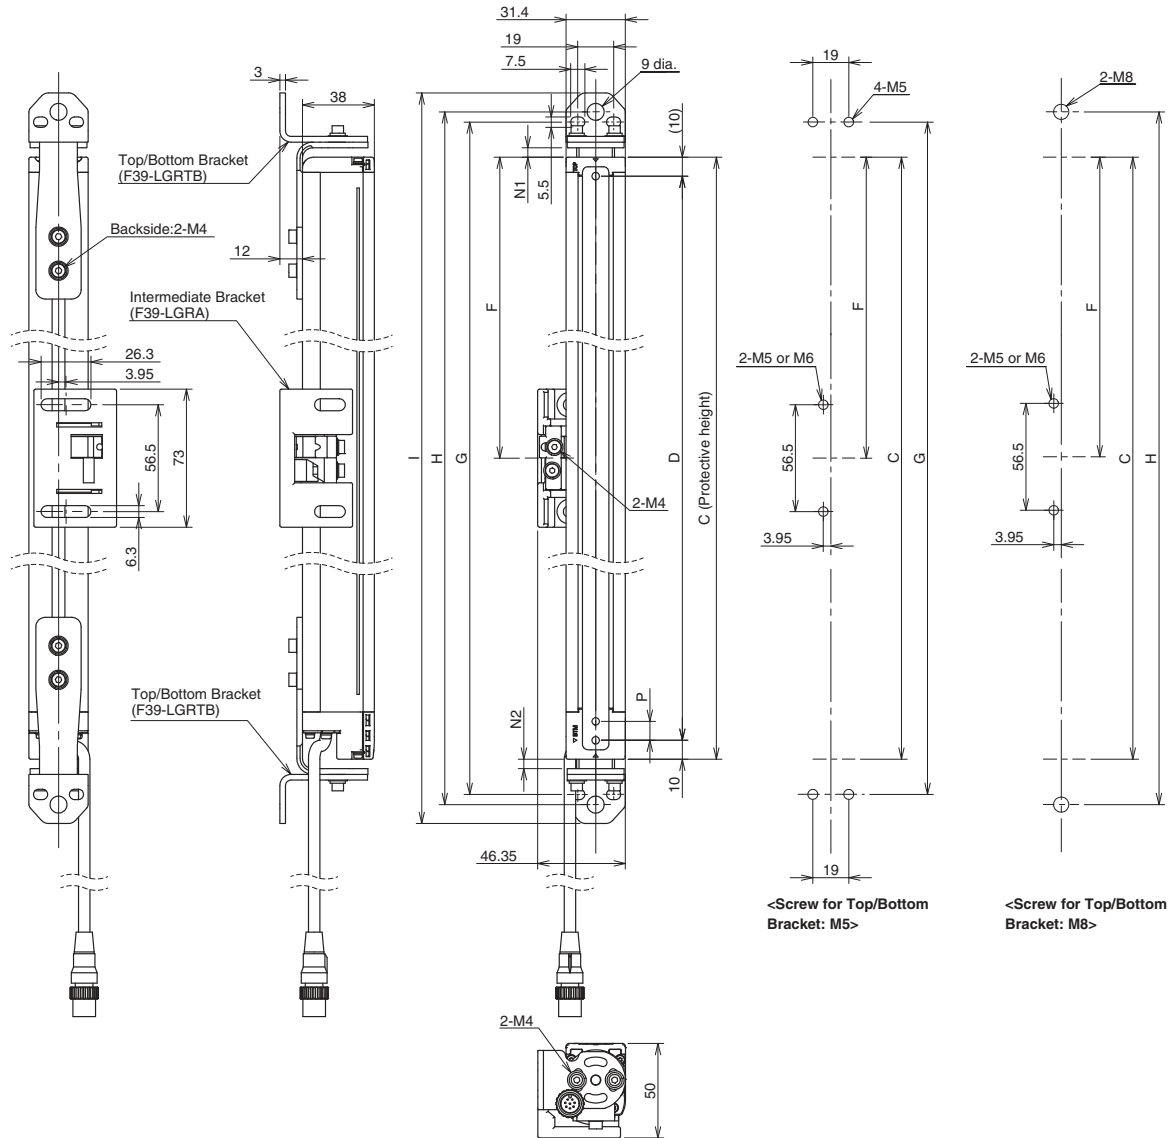 31.4
19
7.5
9 dia.
3
38
(10)
Top/Bottom Bracket
(F39-LGRTB)
N1
5.5
Backside:2-M4
12
Intermediate Bracket
(F39-LGRA)
F
26.3
3.95
56.5
73
6.3
I
H
G
D
C (Protective height)
2-M4
Top/Bottom Bracket
(F39-LGRTB)
N2
P
10
46.35
19
4-M5
F
2-M5 or M6
56.5
3.95
C
G
19
<Screw for Top/Bottom
Bracket: M5>
2-M8
F
2-M5 or M6
56.5
3.95
C
H
<Screw for Top/Bottom
Bracket: M8>
2-M4
50